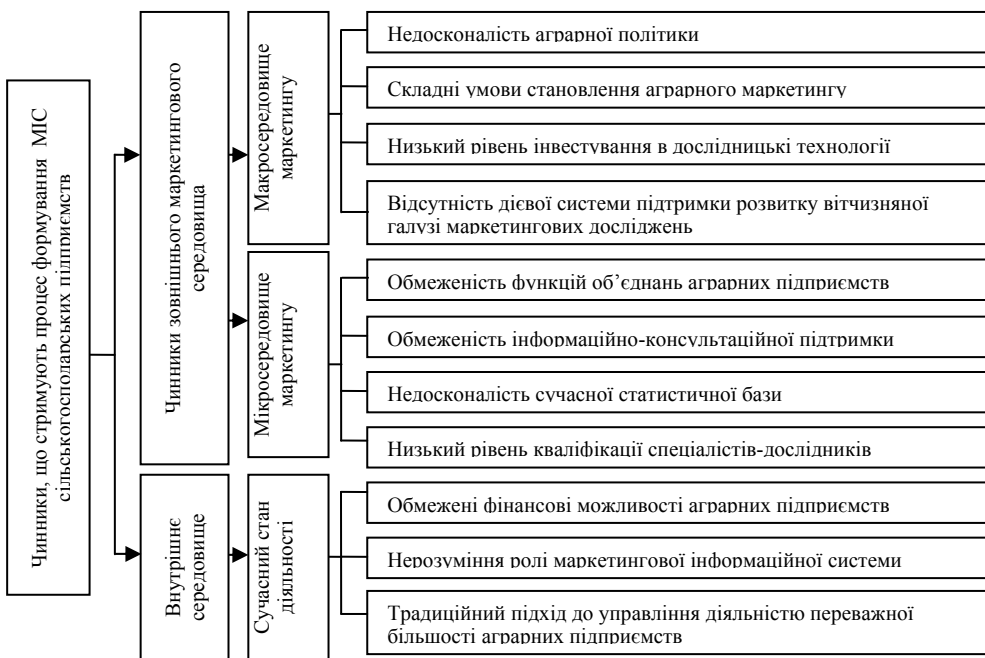 Чинники, що стримують процес формування МІС
сільськогосподарських підприємств
Чинники зовнішнього маркетингового
середовища
Макросередовище
маркетингу
Недосконалість аграрної політики
Складні умови становлення аграрного маркетингу
Низький рівень інвестування в дослідницькі технології
Відсутність дієвої системи підтримки розвитку вітчизняної
галузі маркетингових досліджень
Мікросередовище
маркетингу
Обмеженість функцій об’єднань аграрних підприємств
Обмеженість інформаційно-консультаційної підтримки
Недосконалість сучасної статистичної бази
Низький рівень кваліфікації спеціалістів-дослідників
Внутрішнє
середовище
Сучасний стан
діяльності
Обмежені фінансові можливості аграрних підприємств
Нерозуміння ролі маркетингової інформаційної системи
Традиційний підхід до управління діяльністю переважної
більшості аграрних підприємств